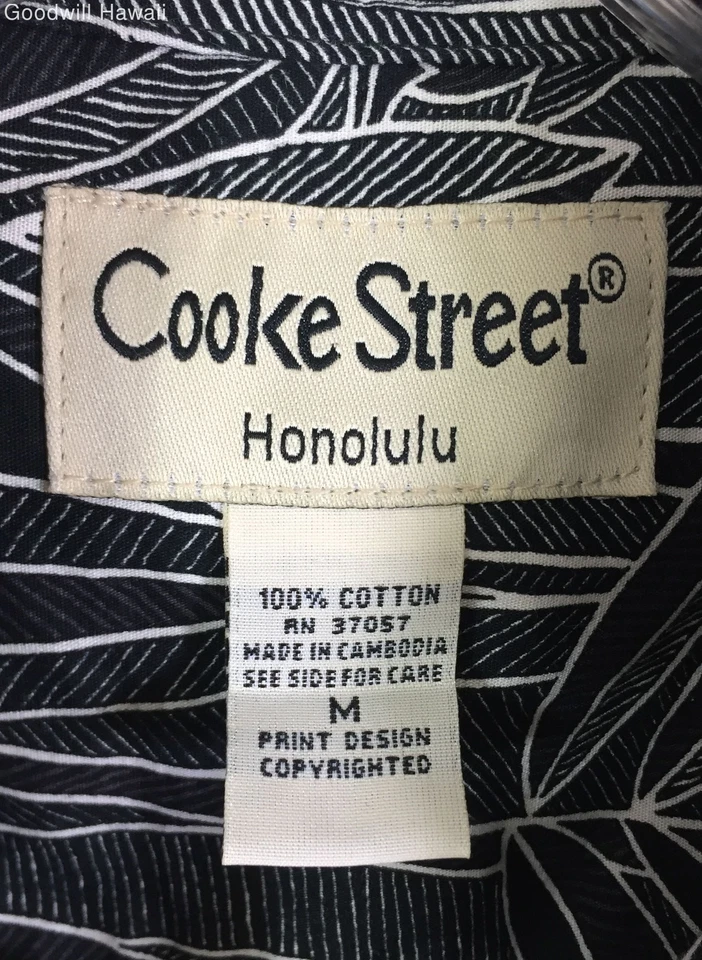 Goodwill Hawaii
Cooke Street®
Honolulu
100% COTTON
RN 37057
MADE IN CAMBODIA
SEE SIDE FOR CARE
M
PRINT DESIGN
COPYRIGHTED